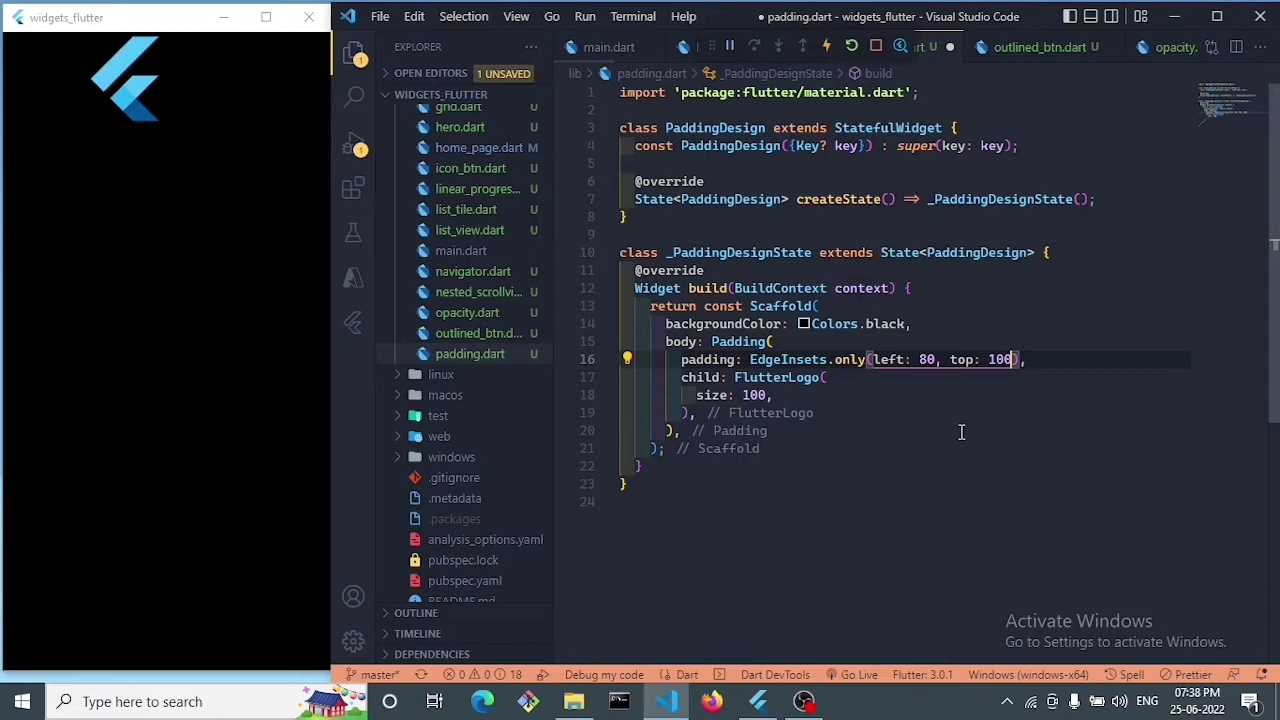 widgets_flutter
File Edit Selection View Go Run Terminal Help
● padding.dart - widgets_flutter - Visual Studio Co...
EXPLORER
main.dart
rt U
outlined_btn.dart U
opacity.
OPEN EDITORS 1 UNSAVED
lib > padding.dart > _PaddingDesignState > build
WIDGETS_FLUTTER
grid.dart U
hero.dart U
home_page.dart M
icon_btn.dart U
linear_progres... U
list_tile.dart U
list_view.dart U
main.dart
navigator.dart U
nested_scrollvi... U
opacity.dart U
outlined_btn.d... U
padding.dart U
linux
macos
test
web
windows
.gitignore
.metadata
.packages
analysis_options.yaml
pubspec.lock
pubspec.yaml
README.md
OUTLINE
TIMELINE
DEPENDENCIES
1 import 'package:flutter/material.dart';
2
3 class PaddingDesign extends StatefulWidget {
4 const PaddingDesign({Key? key}) : super(key: key);
5
6 @override
7 State<PaddingDesign> createState() => _PaddingDesignState();
8 }
9
10 class _PaddingDesignState extends State<PaddingDesign> {
11 @override
12 Widget build(BuildContext context) {
13 return const Scaffold(
14 backgroundColor: Colors.black,
15 body: Padding(
16 padding: EdgeInsets.only(left: 80, top: 100),
17 child: FlutterLogo(
18 size: 100,
19 ), // FlutterLogo
20 ), // Padding
21 ); // Scaffold
22 }
23 }
24
Activate Windows
Go to Settings to activate Windows.
master* 0 0 18 Debug my code Dart Dart DevTools Go Live Flutter: 3.0.1 Windows (windows-x64) Spell Prettier
Type here to search
ENG
07:38 PM
25-06-2022
1